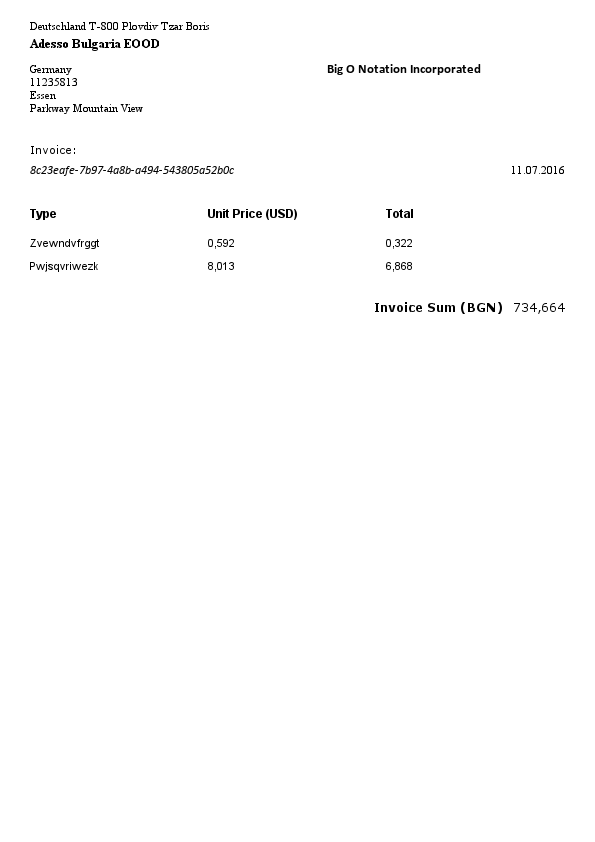 Deutschland T-800 Plovdiv Tzar Boris
Adesso Bulgaria EOOD
Germany
Big O Notation Incorporated
11235813
Essen
Parkway Mountain View
Invoice:
8c23eafe-7b97-4a8b-a494-543805a52b0c 11.07.2016
Type Unit Price (USD) Total
Zvewndvfrggt 0,592 0,322
Pwjsqvriwezk 8,013 6,868
Invoice Sum (BGN) 734,664